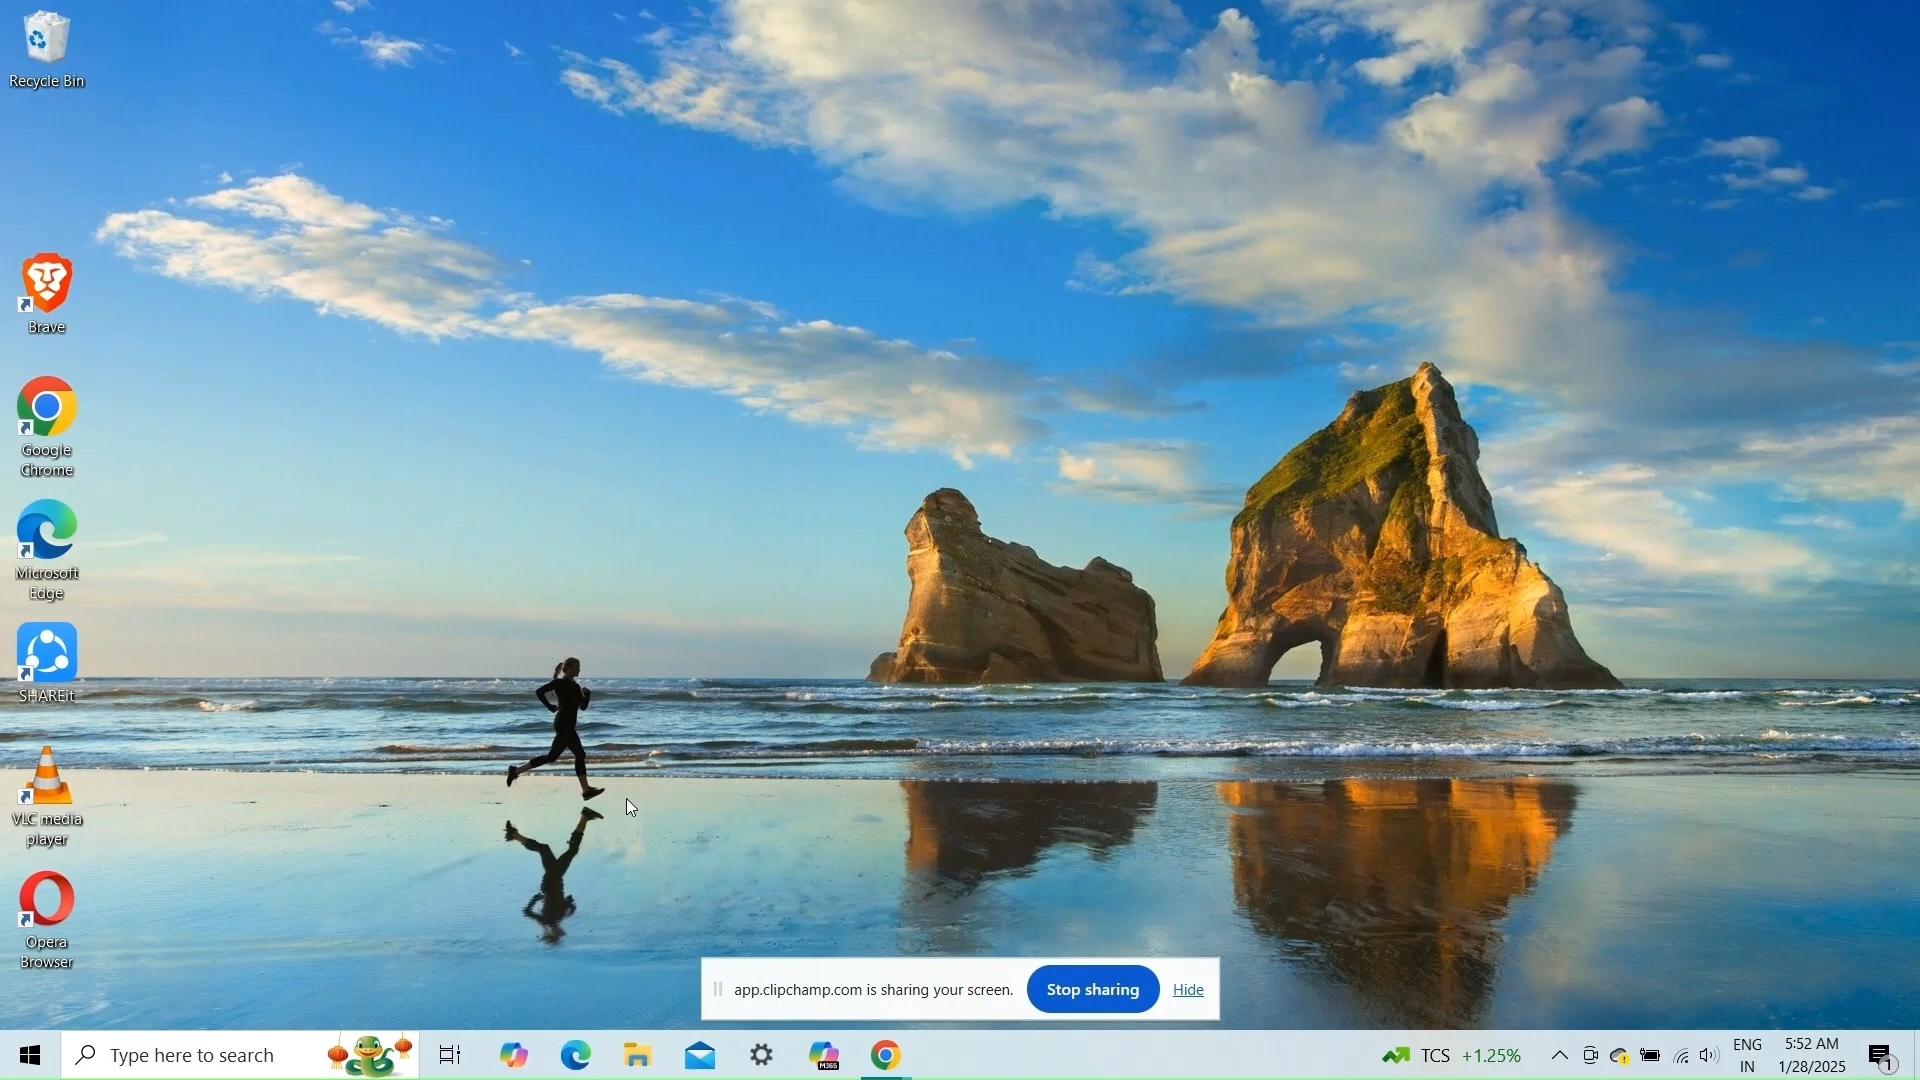 Recycle Bin
Brave
Google
Chrome
Microsoft
Edge
SHAREit
VLC media
player
Opera
Browser
app.clipchamp.com is sharing your screen.
Stop sharing
Hide
Type here to search
M365
TCS +1.25%
ENG
IN
5:52 AM
1/28/2025
1